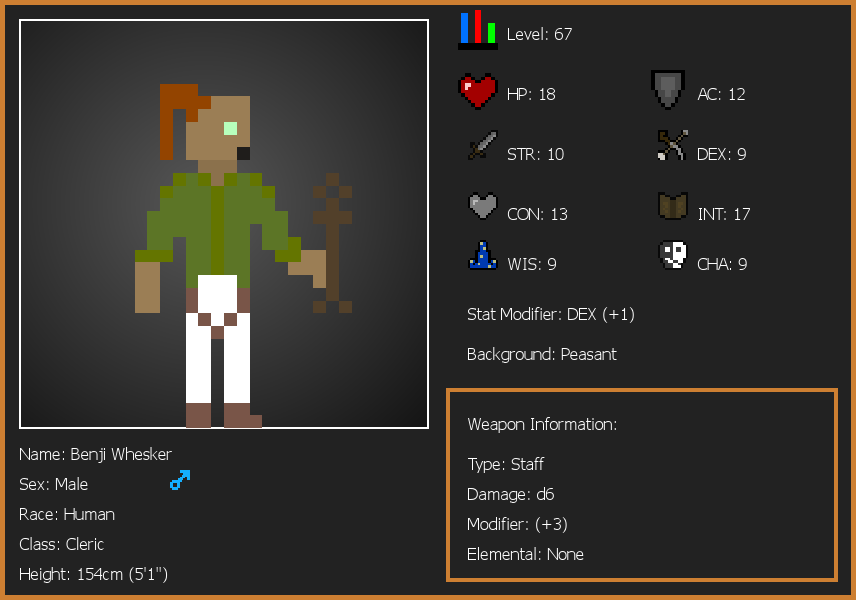 Level: 67
HP: 18
AC: 12
STR: 10
DEX: 9
CON: 13
INT: 17
WIS: 9
CHA: 9
Stat Modifier: DEX (+1)
Background: Peasant
Weapon Information:
Type: Staff
Damage: d6
Modifier: (+3)
Elemental: None
Name: Benji Whesker
Sex: Male
Race: Human
Class: Cleric
Height: 154cm (5'1")